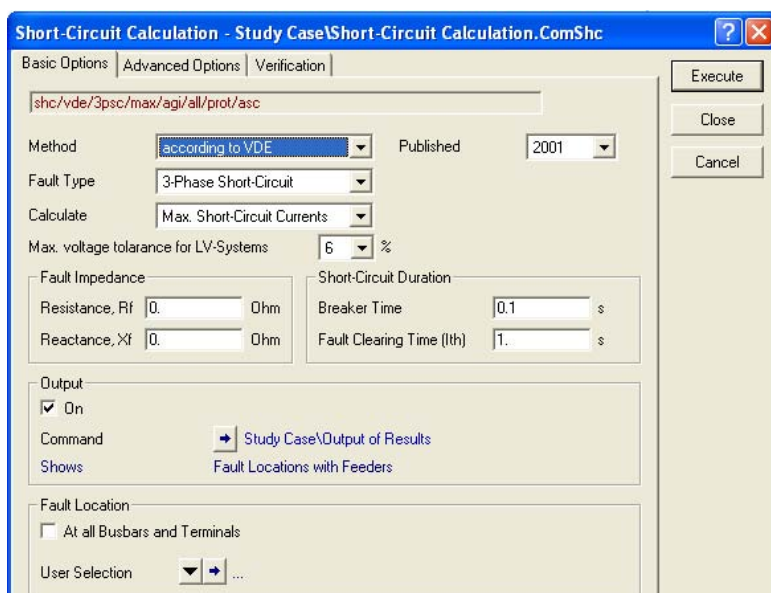 Short-Circuit Calculation - Study Case\Short-Circuit Calculation.ComShc
Basic Options Advanced Options Verification
Execute
Close
Cancel
shc/vde/3psc/max/agi/all/prot/asc
Method according to VDE Published 2001
Fault Type 3-Phase Short-Circuit
Calculate Max. Short-Circuit Currents
Max. voltage tolarance for LV-Systems 6 %
Fault Impedance
Resistance, Rf 0. Ohm
Reactance, Xf 0. Ohm
Short-Circuit Duration
Breaker Time 0.1 s
Fault Clearing Time (Ith) 1. s
Output
On
Command Study Case\Output of Results
Shows Fault Locations with Feeders
Fault Location
At all Busbars and Terminals
User Selection ...